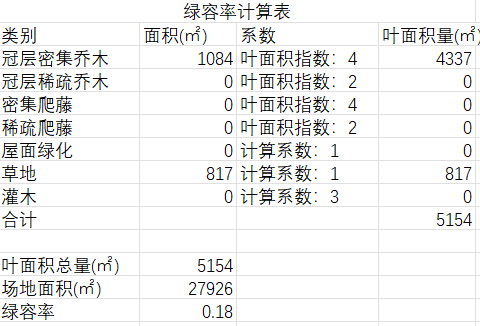 绿容率计算表
类别 面积(㎡) 系数 叶面积量(㎡)
冠层密集乔木 1084 叶面积指数：4 4337
冠层稀疏乔木 0 叶面积指数：2 0
密集爬藤 0 叶面积指数：4 0
稀疏爬藤 0 叶面积指数：2 0
屋面绿化 0 计算系数：1 0
草地 817 计算系数：1 817
灌木 0 计算系数：3 0
合计 5154
叶面积总量(㎡) 5154
场地面积(㎡) 27926
绿容率 0.18